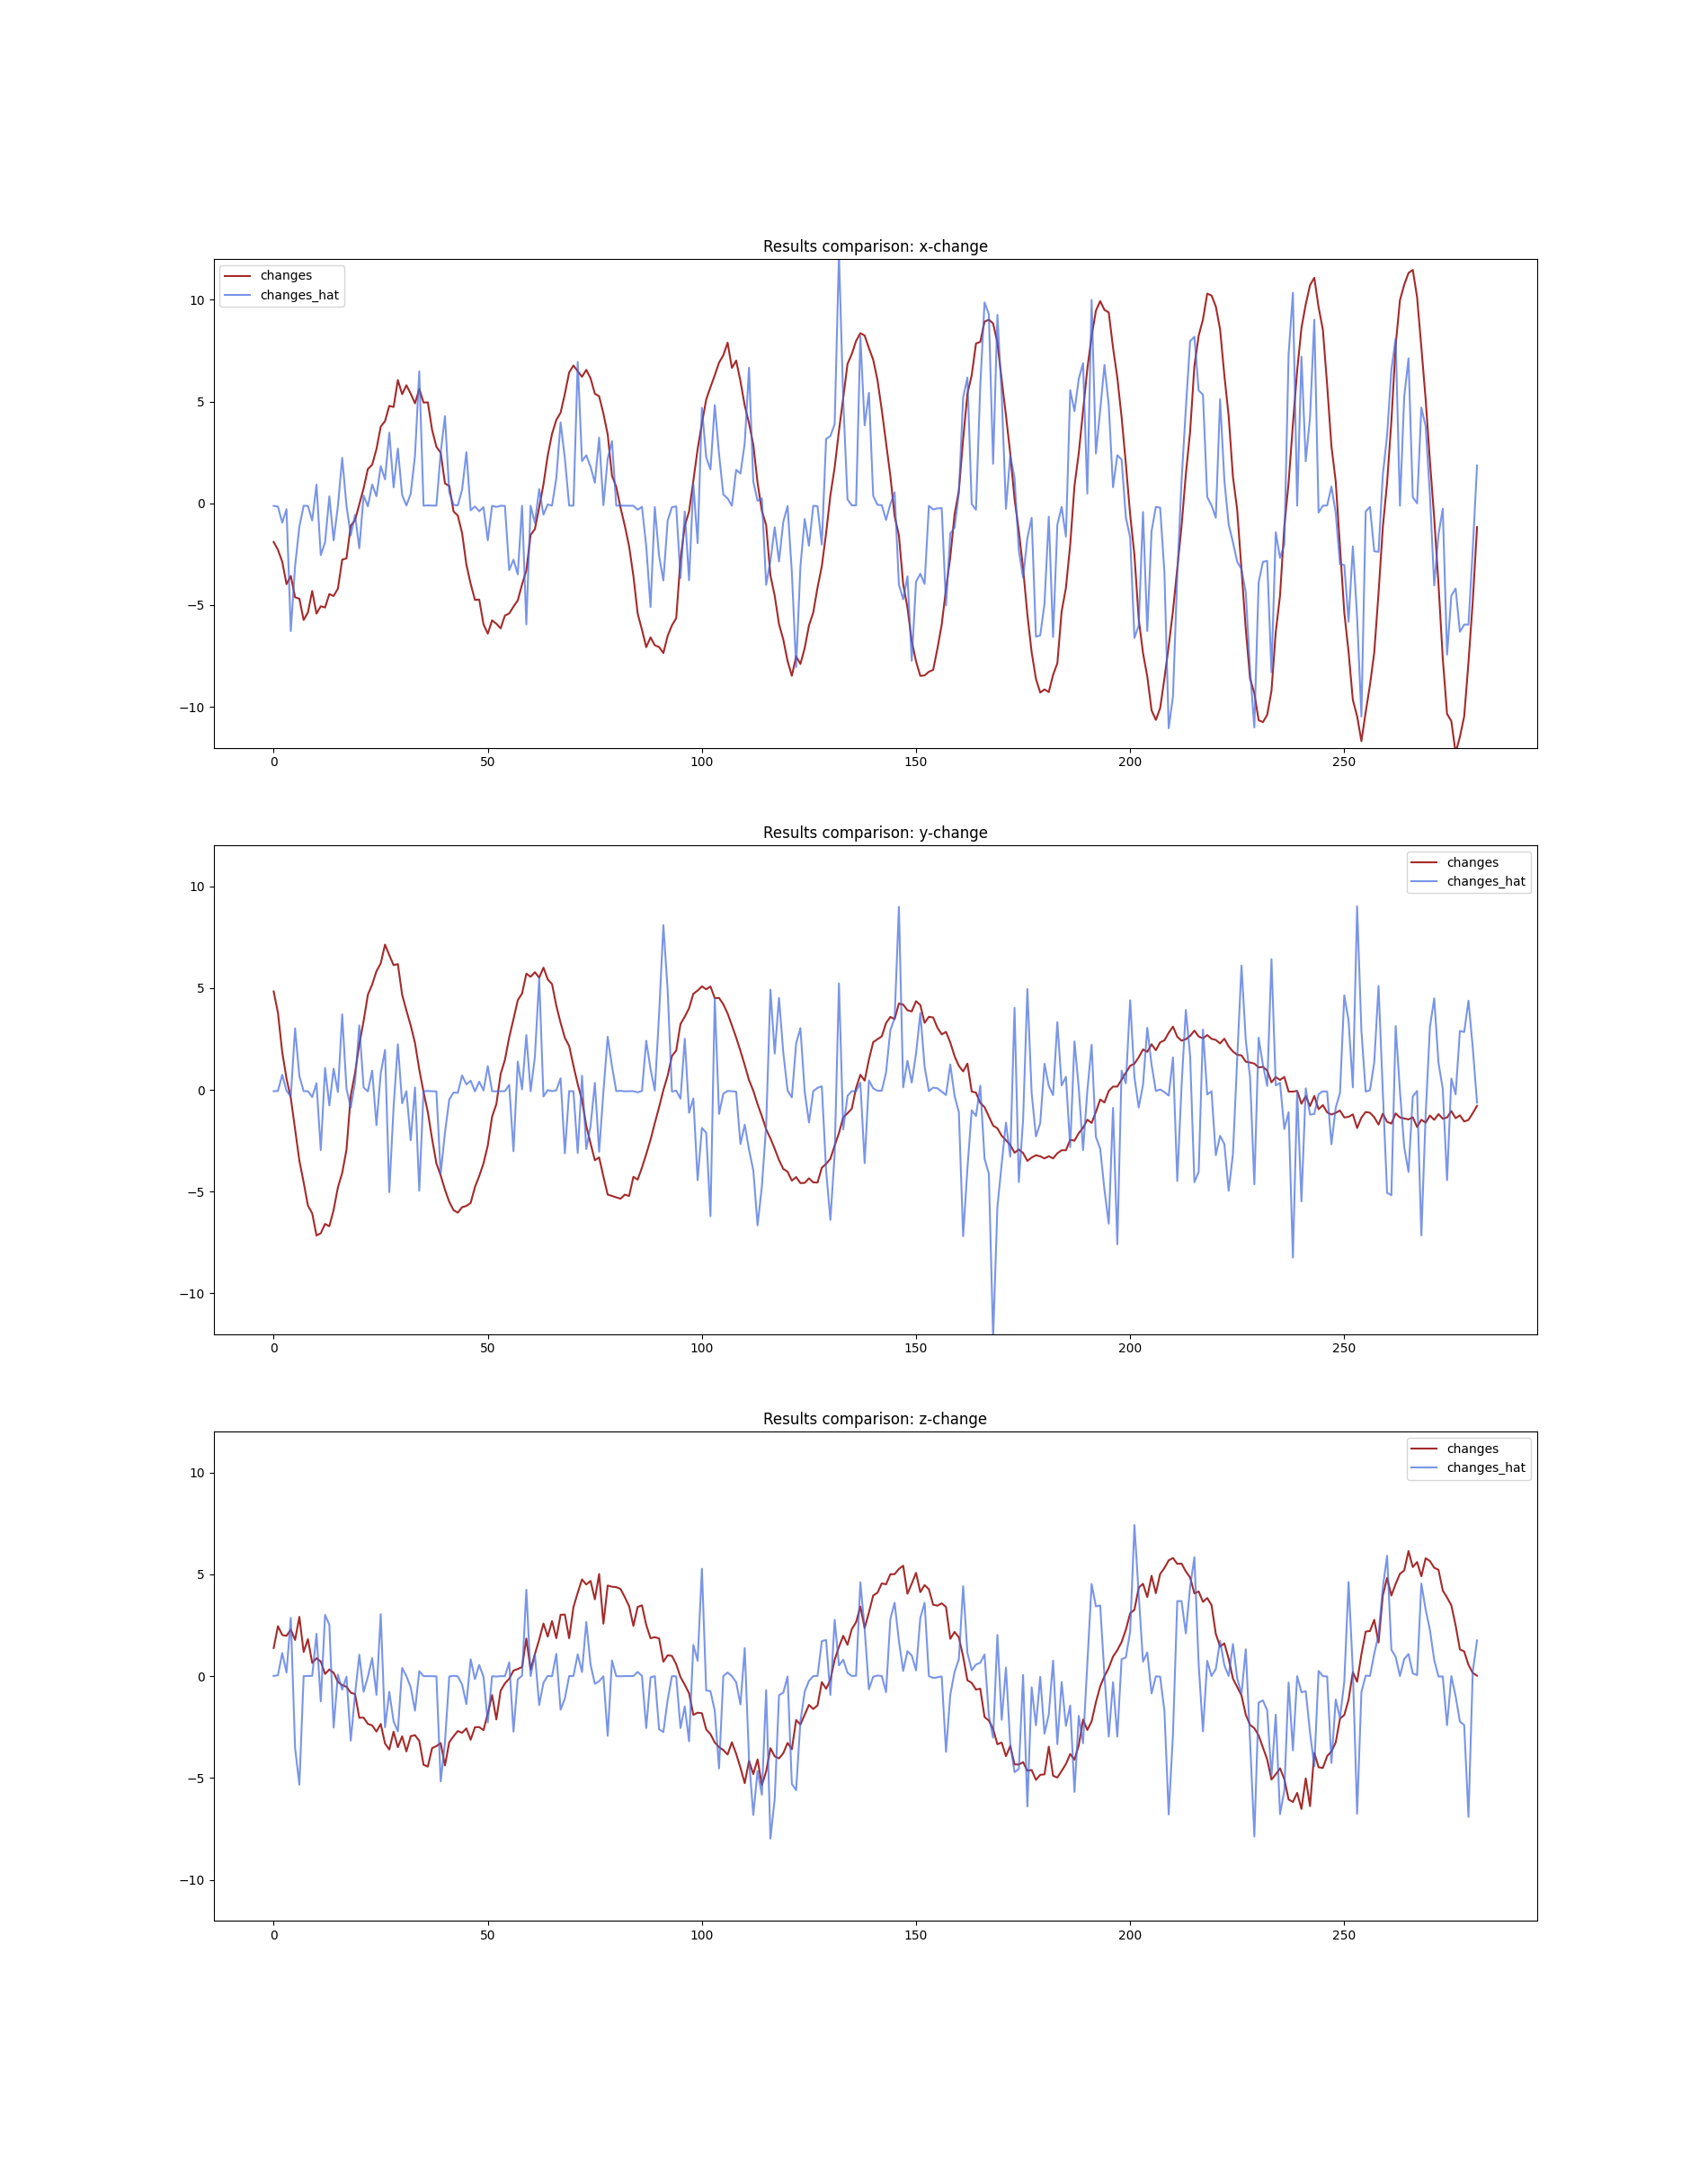 Results comparison: x-change
changes
changes_hat
10
5
0
−5
−10
0 50 100 150 200 250
Results comparison: y-change
changes
changes_hat
10
5
0
−5
−10
0 50 100 150 200 250
Results comparison: z-change
changes
changes_hat
10
5
0
−5
−10
0 50 100 150 200 250